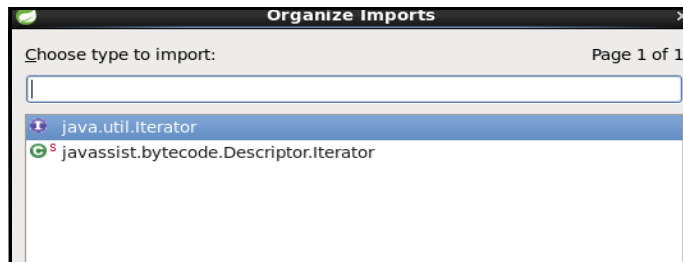 Organize Imports
Choose type to import: Page 1 of 1
java.util.Iterator
javassist.bytecode.Descriptor.Iterator